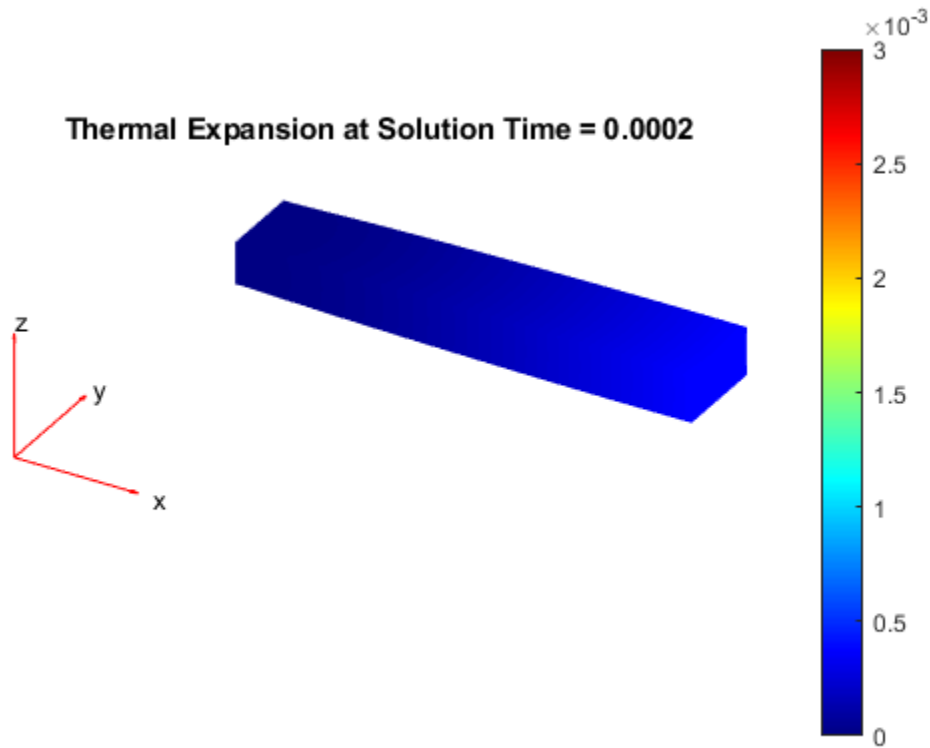 ×10⁻³
Thermal Expansion at Solution Time = 0.0002
3
2.5
2
1.5
1
0.5
0
z
y
x